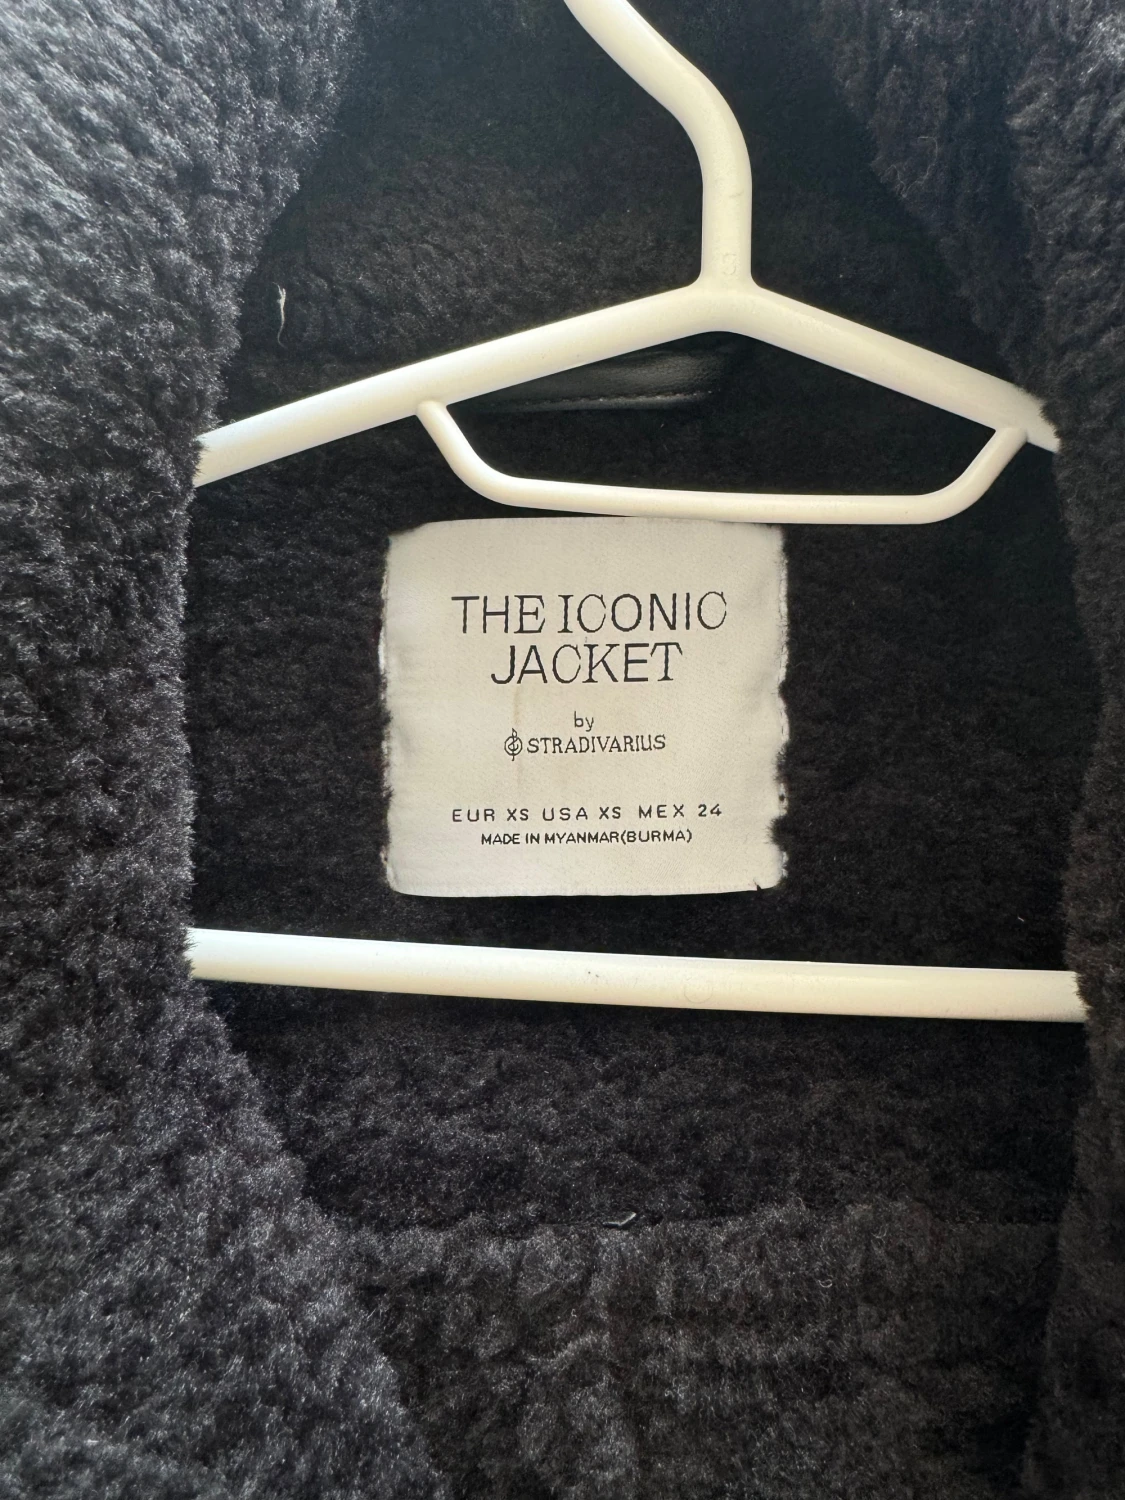 THE ICONIC
JACKET
by
STRADIVARIUS
EUR XS USA XS MEX 24
MADE IN MYANMAR(BURMA)